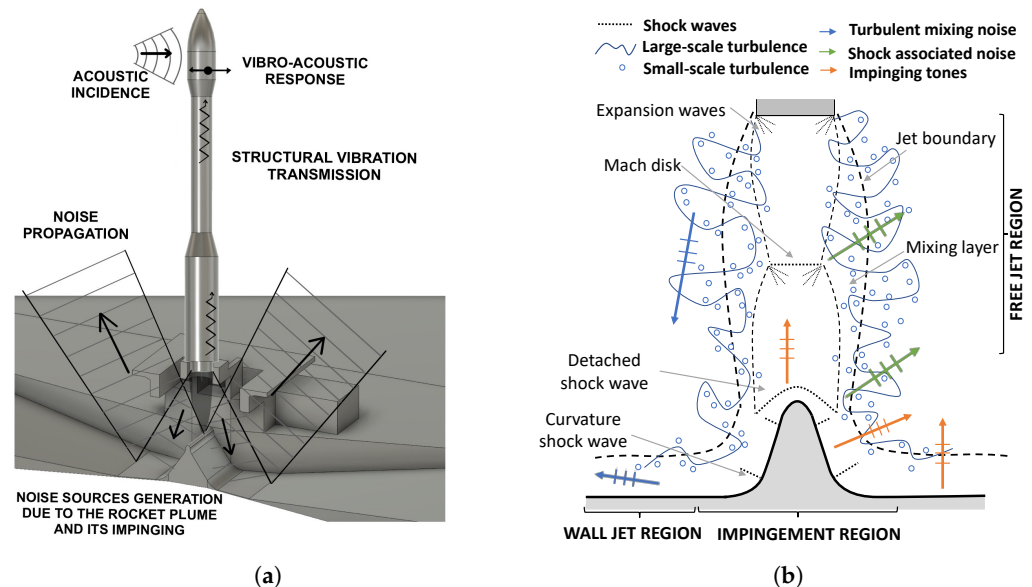 ACOUSTIC
INCIDENCE
VIBRO-ACOUSTIC
RESPONSE
STRUCTURAL VIBRATION
TRANSMISSION
NOISE
PROPAGATION
NOISE SOURCES GENERATION
DUE TO THE ROCKET PLUME
AND ITS IMPINGING
(a)
Shock waves
Large-scale turbulence
Small-scale turbulence
Turbulent mixing noise
Shock associated noise
Impinging tones
Expansion waves
Mach disk
Jet boundary
Mixing layer
FREE JET REGION
Detached
shock wave
Curvature
shock wave
WALL JET REGION
IMPINGEMENT REGION
(b)